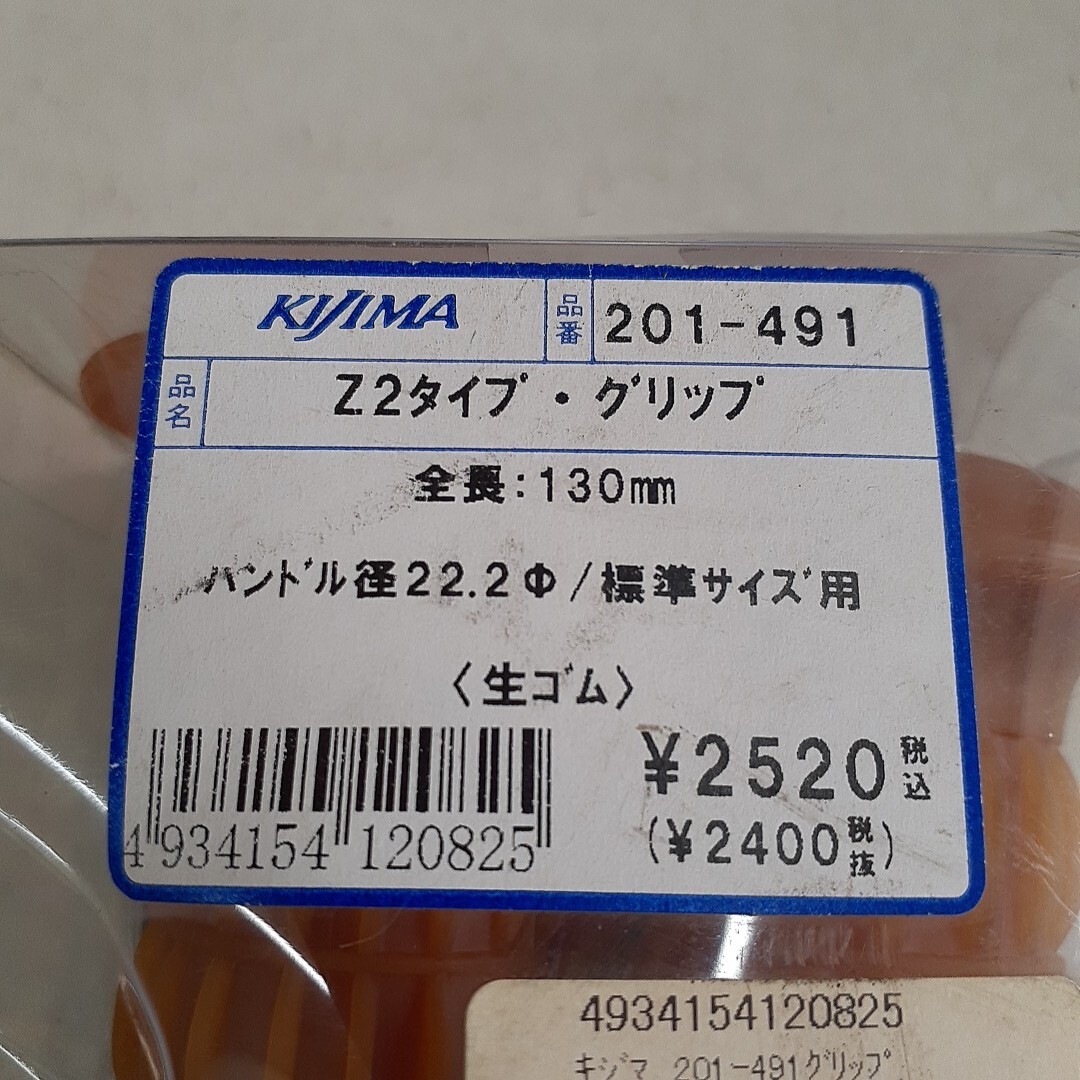 KIJIMA 品番 201-491
品名 Z2タイプ・グリップ
全長:130mm
ハンドル径22.2Φ/標準サイズ用
〈生ゴム〉
¥2520 税込
(¥2400 税抜)
4 934154 120825
4934154120825
キジマ 201-491グリップ